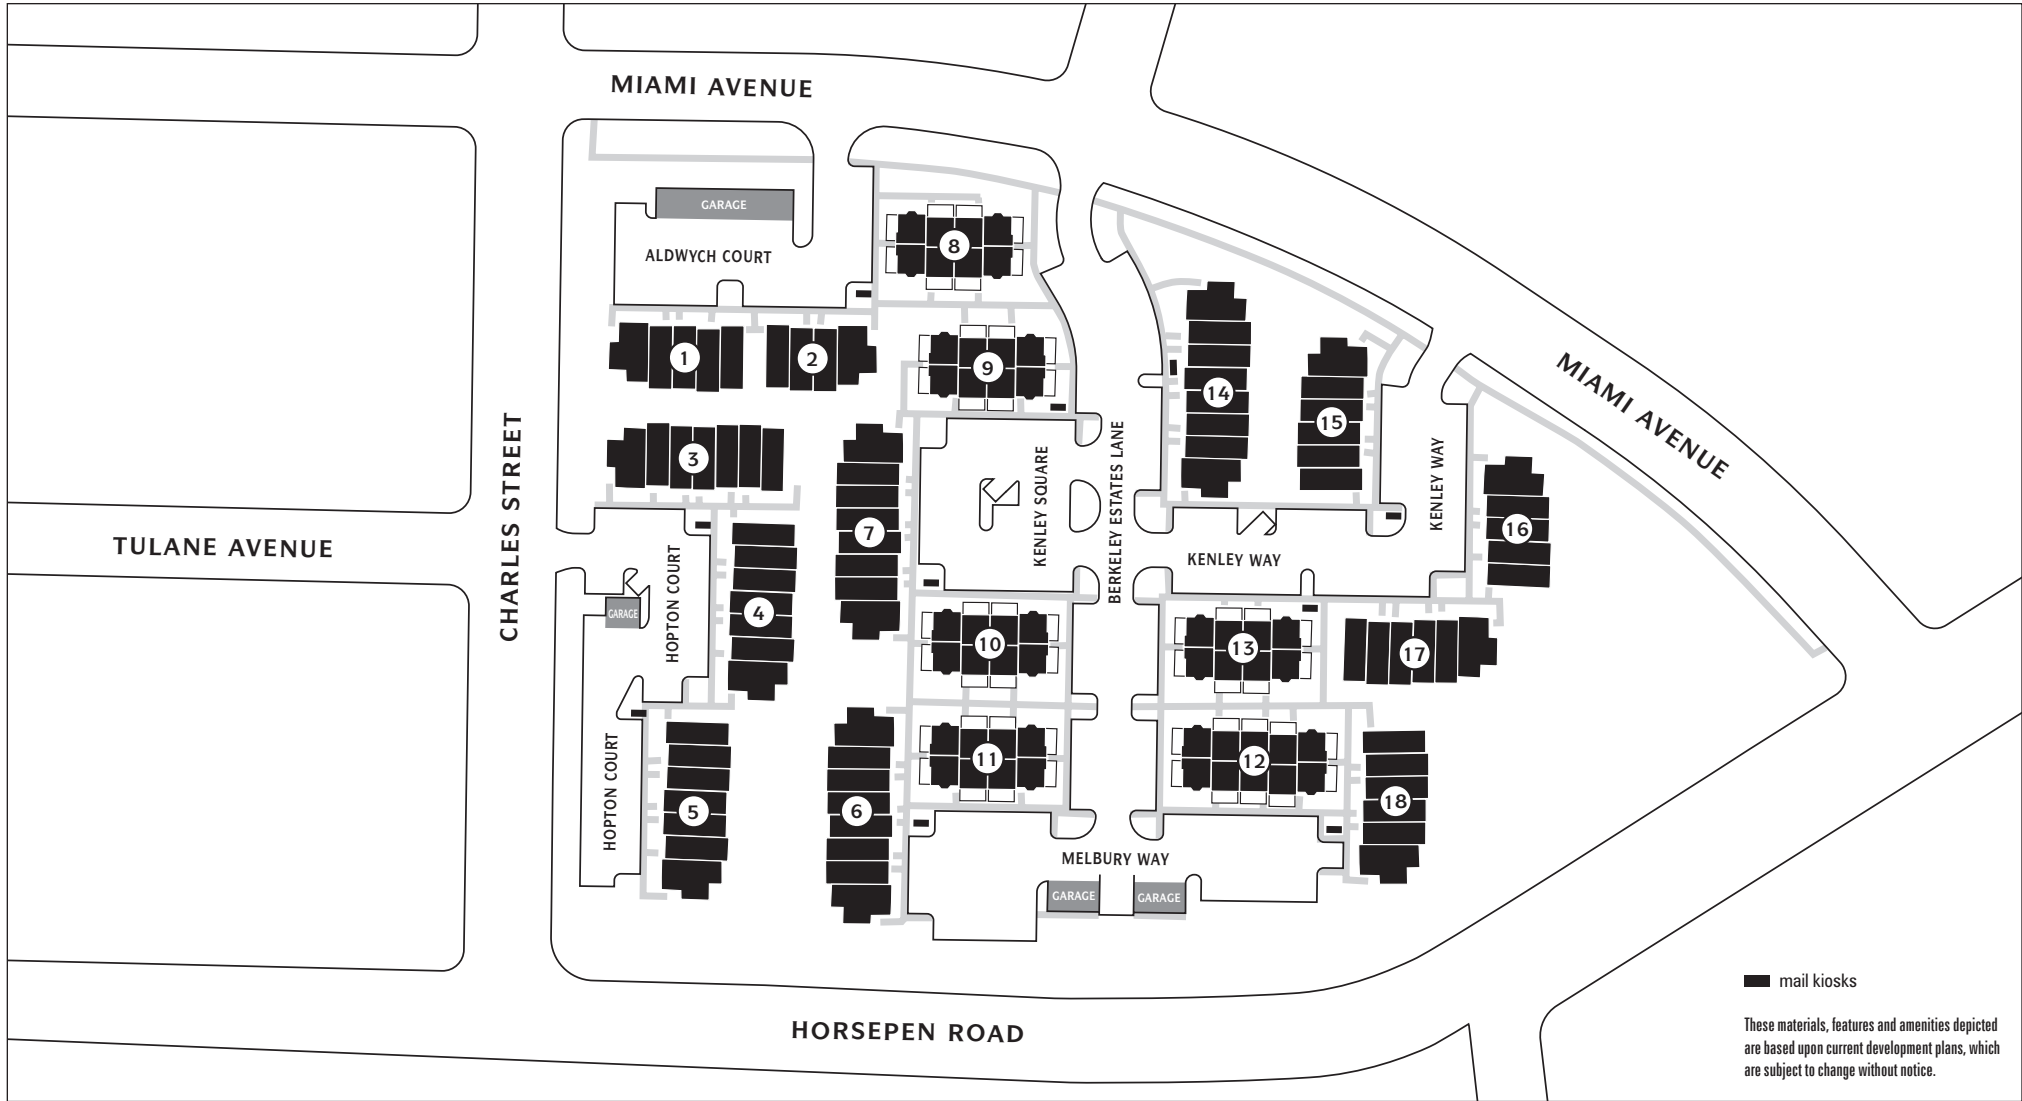 MIAMI AVENUE
GARAGE
ALDWYCH COURT
8
1
2
9
14
15
MIAMI AVENUE
3
CHARLES STREET
KENLEY SQUARE
BERKELEY ESTATES LANE
KENLEY WAY
7
16
TULANE AVENUE
HOPTON COURT
KENLEY WAY
GARAGE
4
10
13
17
HOPTON COURT
11
12
5
6
18
MELBURY WAY
GARAGE
GARAGE
HORSEPEN ROAD
mail kiosks
These materials, features and amenities depicted
are based upon current development plans, which
are subject to change without notice.